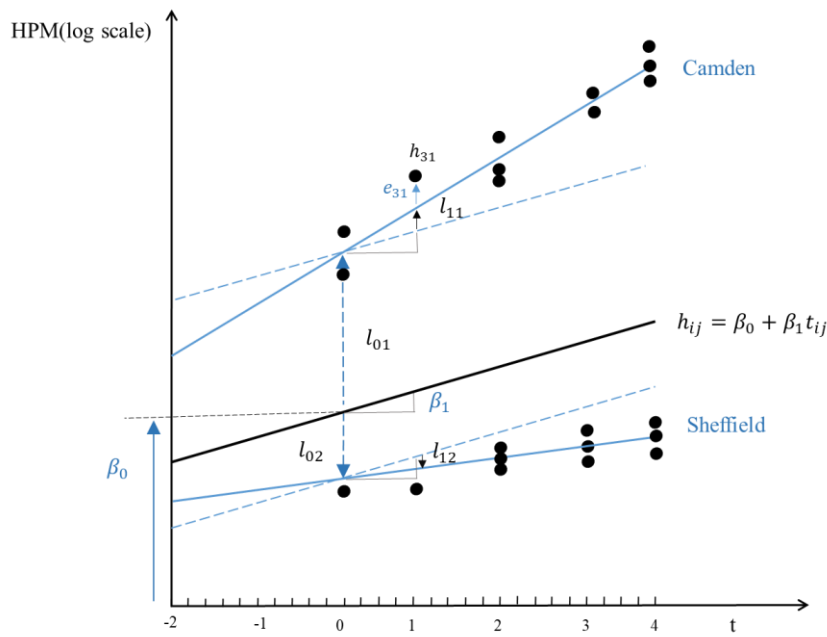 HPM(log scale)
Camden
h₃₁
e₃₁
l₁₁
l₀₁
hᵢⱼ = β₀ + β₁tᵢⱼ
β₁
Sheffield
l₀₂
l₁₂
β₀
-2 -1 0 1 2 3 4 t